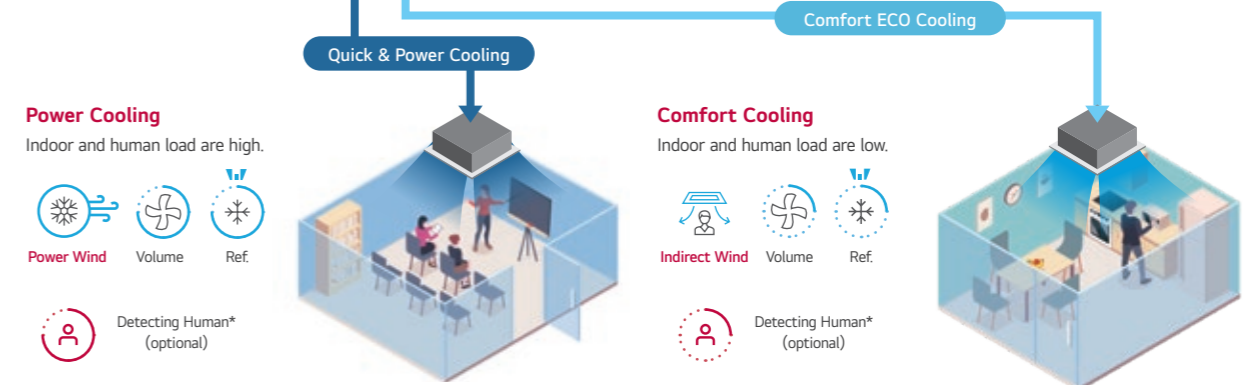 Comfort ECO Cooling
Quick & Power Cooling
Power Cooling
Indoor and human load are high.
Power Wind
Volume
Ref.
Detecting Human*
(optional)
Comfort Cooling
Indoor and human load are low.
Indirect Wind
Volume
Ref.
Detecting Human*
(optional)